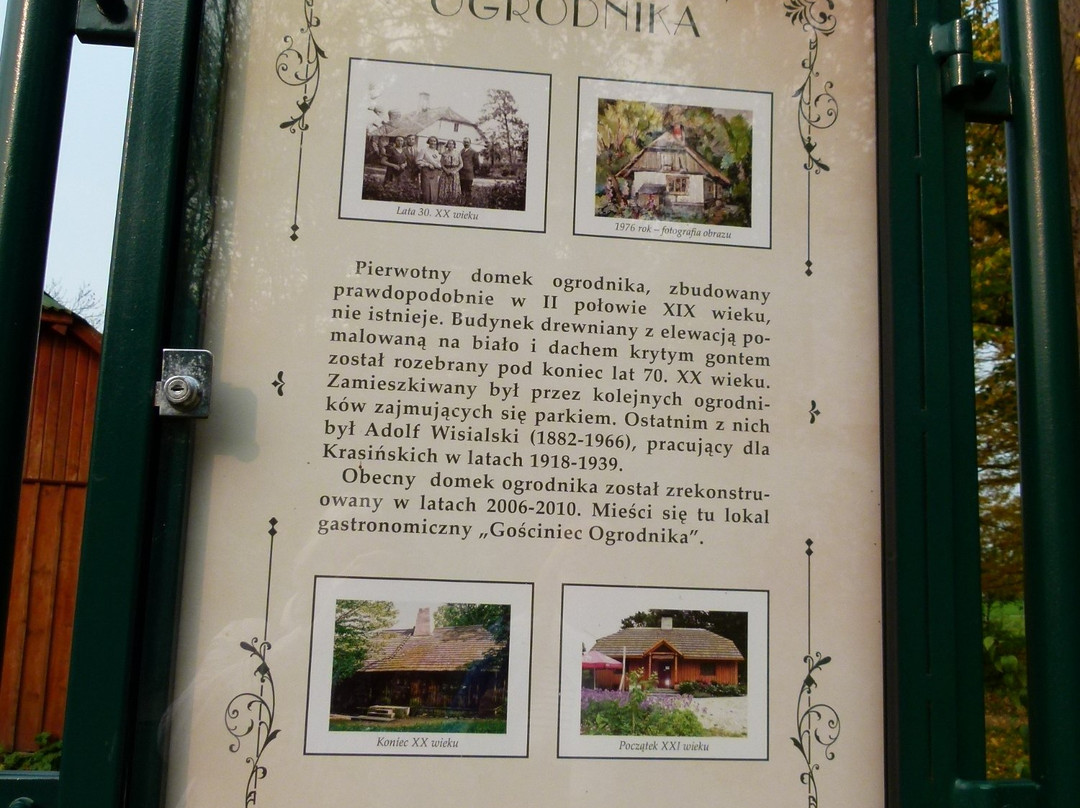 OGRODNIKA
Lata 30. XX wieku
1976 rok – fotografia obrazu
Pierwotny domek ogrodnika, zbudowany
prawdopodobnie w II połowie XIX wieku,
nie istnieje. Budynek drewniany z elewacją po-
malowaną na biało i dachem krytym gontem
został rozebrany pod koniec lat 70. XX wieku.
Zamieszkiwany był przez kolejnych ogrodni-
ków zajmujących się parkiem. Ostatnim z nich
był Adolf Wisialski (1882-1966), pracujący dla
Krasińskich w latach 1918-1939.
Obecny domek ogrodnika został zrekonstru-
owany w latach 2006-2010. Mieści się tu lokal
gastronomiczny „Gościniec Ogrodnika”.
Koniec XX wieku
Początek XXI wieku